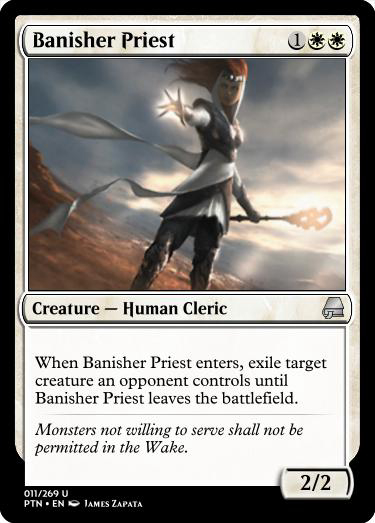 Banisher Priest 1
Creature — Human Cleric
When Banisher Priest enters, exile target
creature an opponent controls until
Banisher Priest leaves the battlefield.
Monsters not willing to serve shall not be
permitted in the Wake.
2/2
011/269 U
PTN • EN JAMES ZAPATA